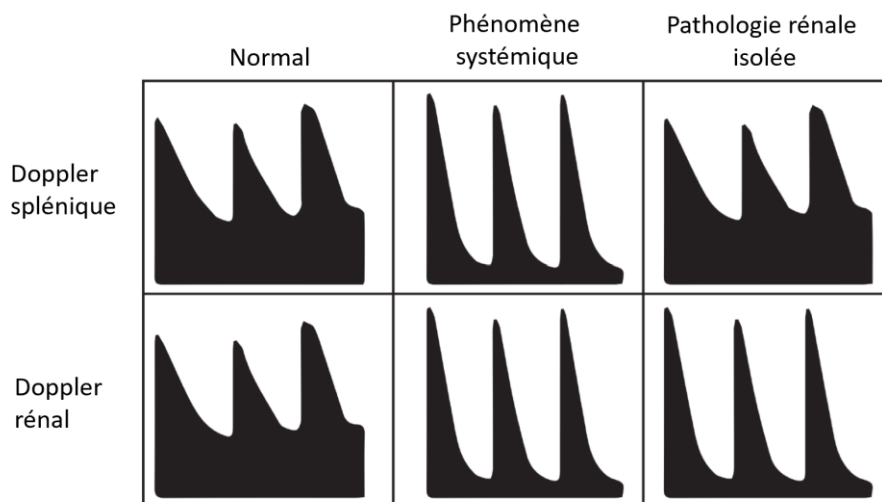 Normal
Phénomène
systémique
Pathologie rénale
isolée
Doppler
splénique
Doppler
rénal